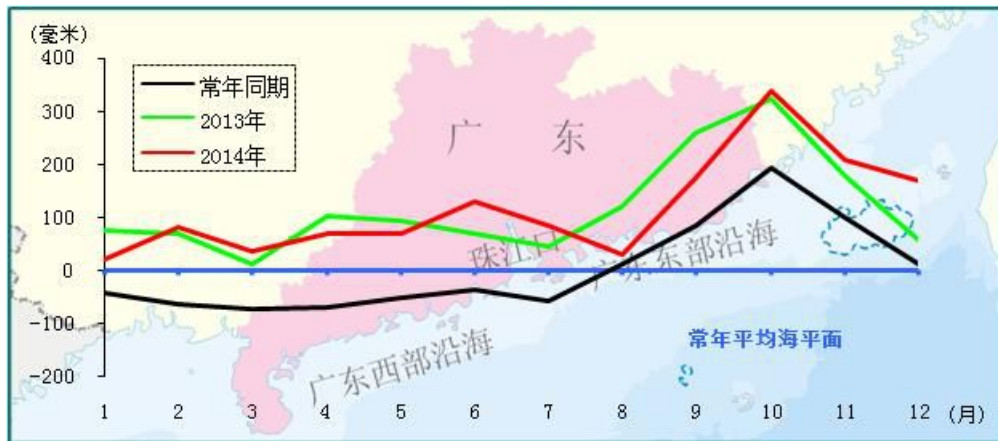 (毫米)
400
300
200
100
0
-100
-200
常年同期
2013年
2014年
广 东
珠江口
广东东部沿海
广东西部沿海
常年平均海平面
1 2 3 4 5 6 7 8 9 10 11 12 (月)